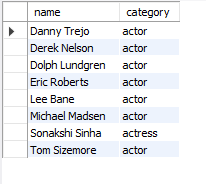 name category
Danny Trejo actor
Derek Nelson actor
Dolph Lundgren actor
Eric Roberts actor
Lee Bane actor
Michael Madsen actor
Sonakshi Sinha actress
Tom Sizemore actor